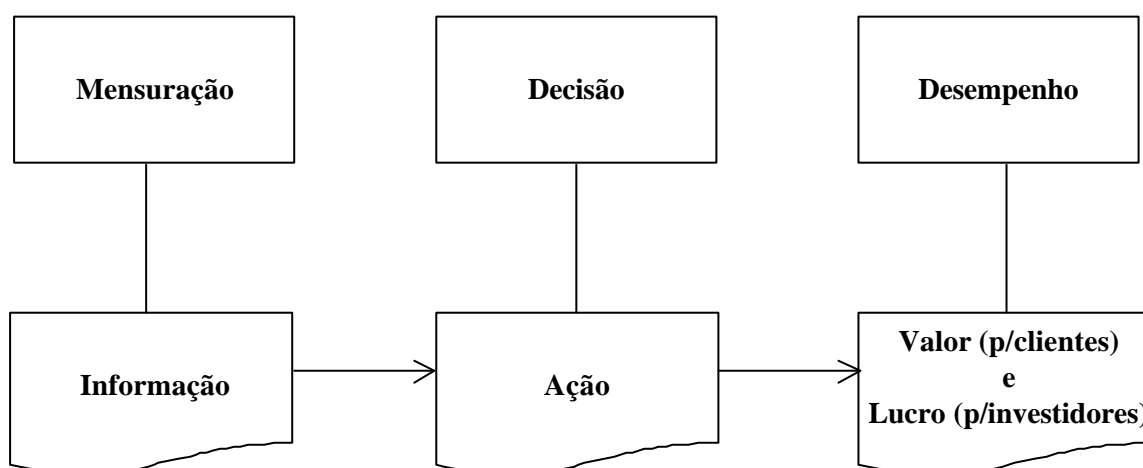 Mensuração
Decisão
Desempenho
Informação
Ação
Valor (p/clientes)
e
Lucro (p/investidores)